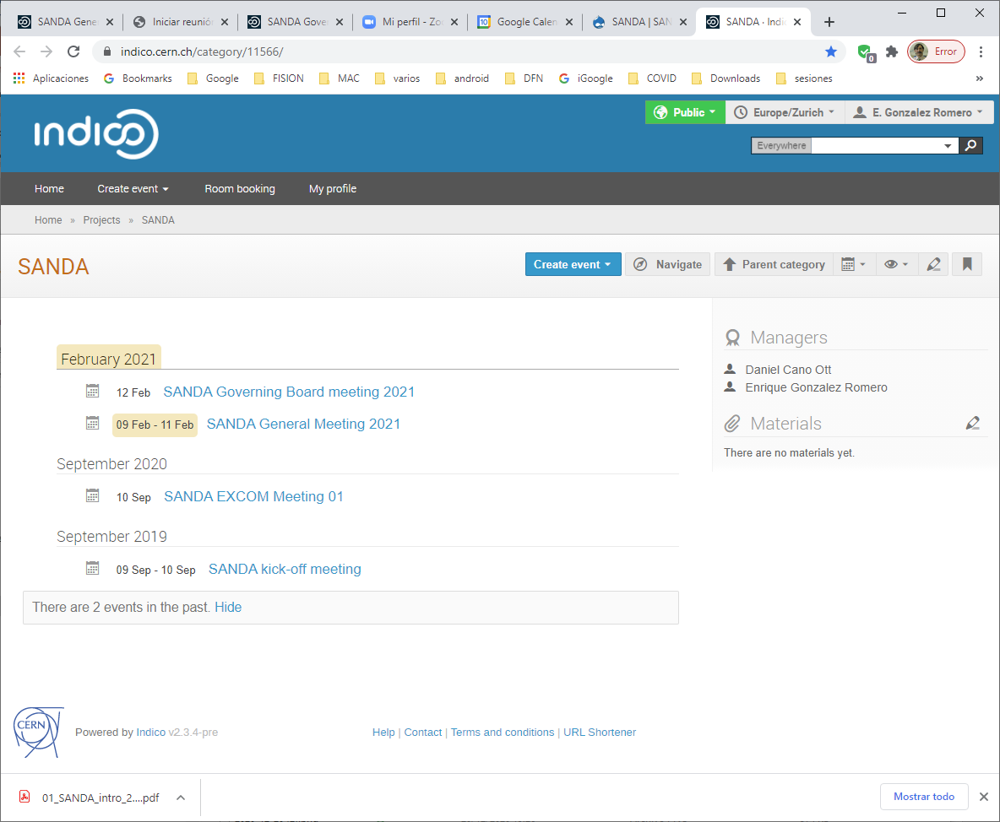 SANDA Gene
Iniciar reunió
SANDA Gove
Mi perfil - Zoo
10
Google Calen
SANDA | SAN
SANDA · Indi
indico.cern.ch/category/11566/
0
Error
Aplicaciones
Bookmarks
Google
FISION
MAC
varios
android
DFN
iGoogle
COVID
Downloads
sesiones
»
indico
Public
Europe/Zurich
E. Gonzalez Romero
Everywhere
Home
Create event
Room booking
My profile
Home » Projects » SANDA
SANDA
Create event
Navigate
Parent category
February 2021
12 Feb SANDA Governing Board meeting 2021
09 Feb - 11 Feb SANDA General Meeting 2021
September 2020
10 Sep SANDA EXCOM Meeting 01
September 2019
09 Sep - 10 Sep SANDA kick-off meeting
There are 2 events in the past. Hide
Managers
Daniel Cano Ott
Enrique Gonzalez Romero
Materials
There are no materials yet.
CERN
Powered by Indico v2.3.4-pre
Help | Contact | Terms and conditions | URL Shortener
01_SANDA_intro_2....pdf
Mostrar todo